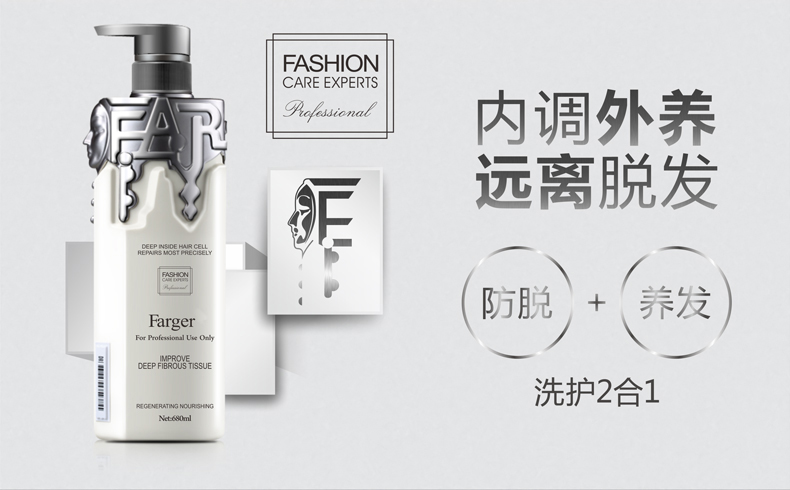 FAR
DEEP INSIDE HAIR CELL
REPAIRS MOST PRECISELY
FASHION
CARE EXPERTS
Professional
Farger
For Professional Use Only
IMPROVE
DEEP FIBROUS TISSUE
REGENERATING NOURISHING
Net:680ml
FASHION
CARE EXPERTS
Professional
F
内调外养
远离脱发
防脱 + 养发
洗护2合1